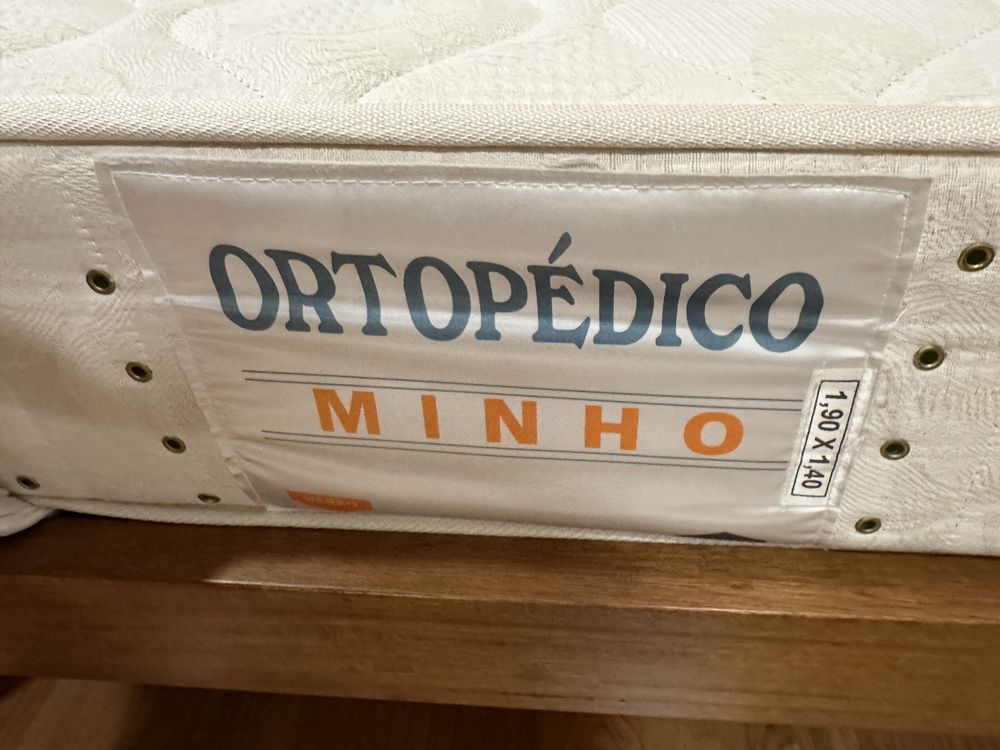 ORTOPÉDICO
MINHO
1,90 X 1,40